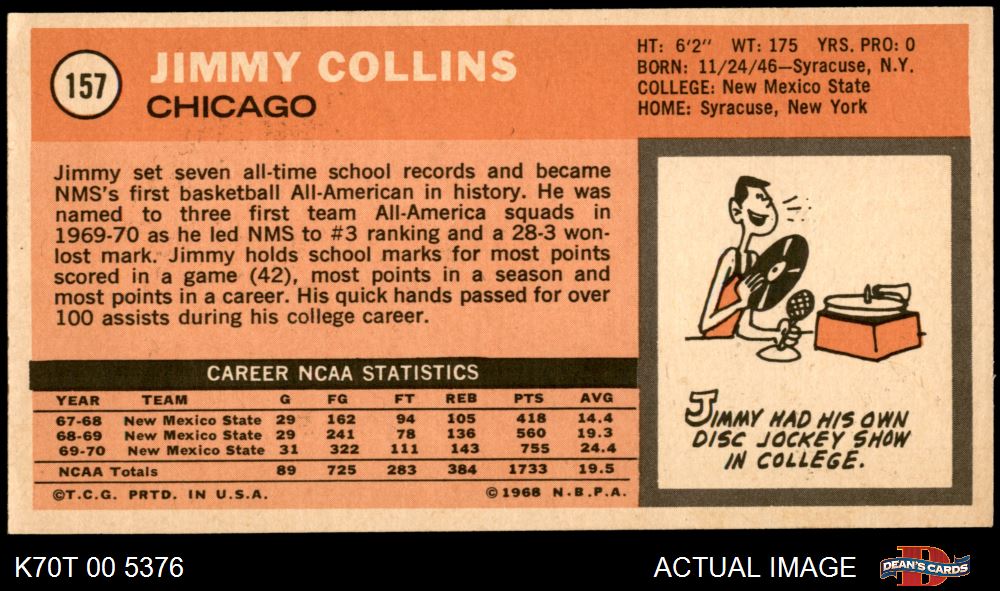 157
JIMMY COLLINS
CHICAGO
HT: 6'2" WT: 175 YRS. PRO: 0
BORN: 11/24/46—Syracuse, N.Y.
COLLEGE: New Mexico State
HOME: Syracuse, New York
Jimmy set seven all-time school records and became
NMS's first basketball All-American in history. He was
named to three first team All-America squads in
1969-70 as he led NMS to #3 ranking and a 28-3 won-
lost mark. Jimmy holds school marks for most points
scored in a game (42), most points in a season and
most points in a career. His quick hands passed for over
100 assists during his college career.
CAREER NCAA STATISTICS
YEAR TEAM G FG FT REB PTS AVG
67-68 New Mexico State 29 162 94 105 418 14.4
68-69 New Mexico State 29 241 78 136 560 19.3
69-70 New Mexico State 31 322 111 143 755 24.4
NCAA Totals 89 725 283 384 1733 19.5
©T.C.G. PRTD. IN U.S.A. ©1968 N.B.P.A.
JIMMY HAD HIS OWN
DISC JOCKEY SHOW
IN COLLEGE.
K70T 00 5376 ACTUAL IMAGE
D
DEAN'S CARDS